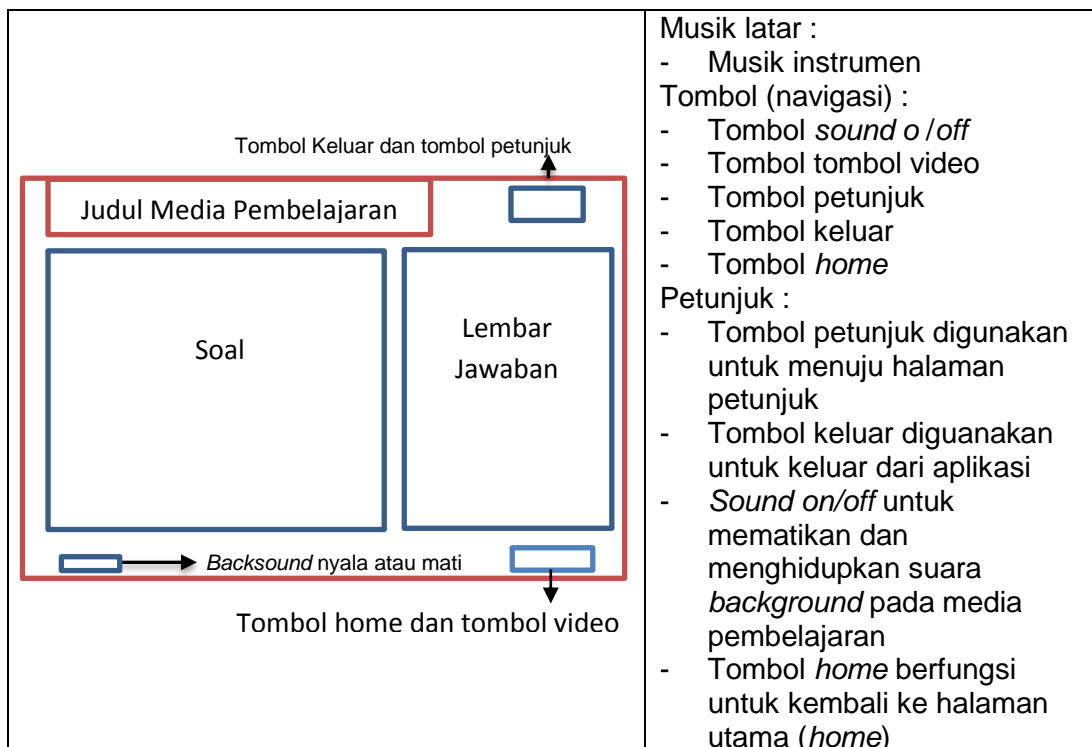 Tombol Keluar dan tombol petunjuk
Judul Media Pembelajaran
Soal
Lembar
Jawaban
Backsound nyala atau mati
Tombol home dan tombol video
Musik latar :
- Musik instrumen
Tombol (navigasi) :
- Tombol sound o /off
- Tombol tombol video
- Tombol petunjuk
- Tombol keluar
- Tombol home
Petunjuk :
- Tombol petunjuk digunakan
untuk menuju halaman
petunjuk
- Tombol keluar diguanakan
untuk keluar dari aplikasi
- Sound on/off untuk
mematikan dan
menghidupkan suara
background pada media
pembelajaran
- Tombol home berfungsi
untuk kembali ke halaman
utama (home)